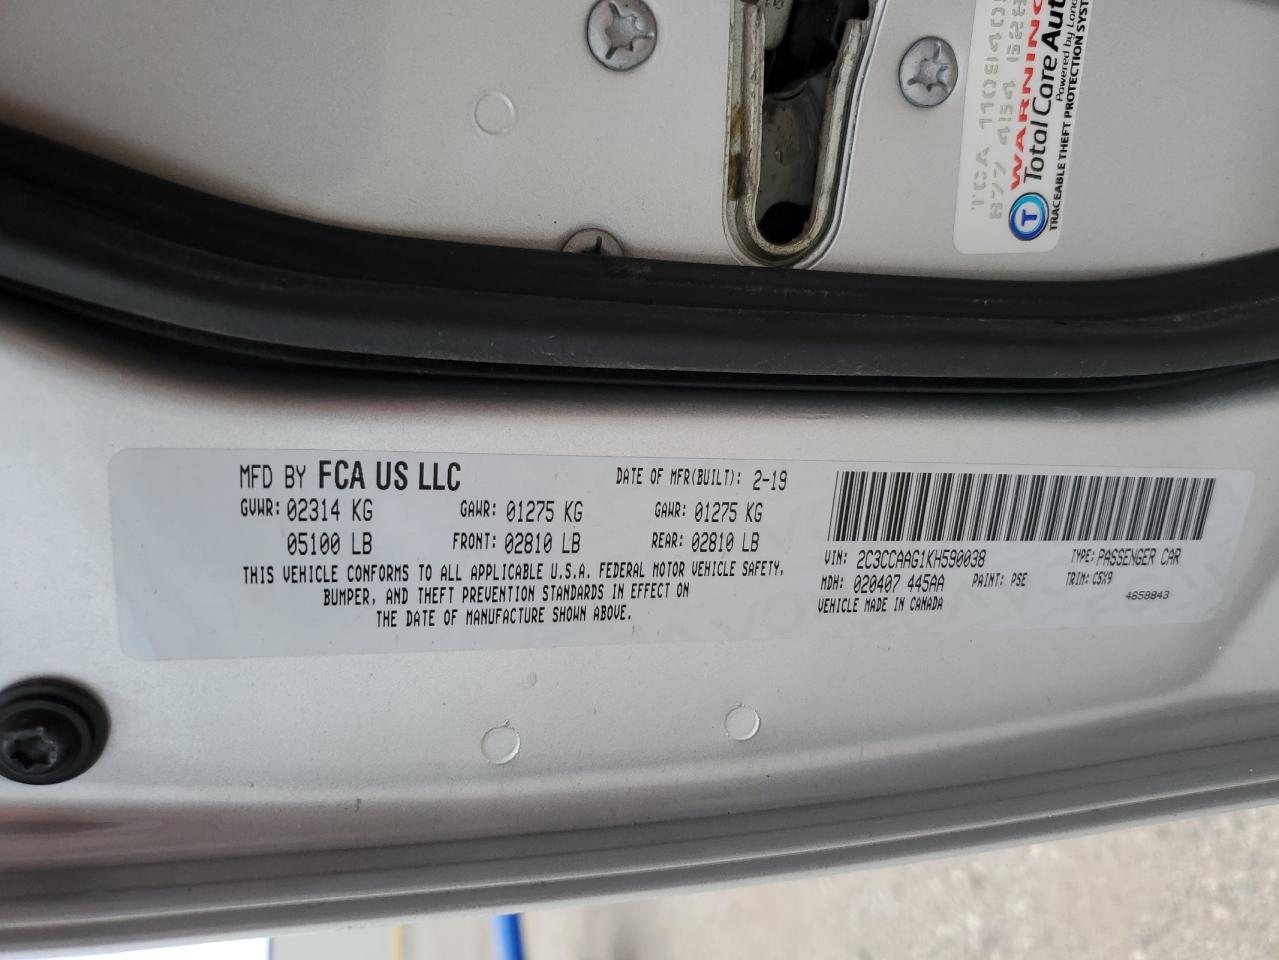 WARNING
Total Care Auto
Powered by
TRACEABLE THEFT PROTECTION
T
MFD BY FCA US LLC
DATE OF MFR(BUILT): 2-19
GVWR: 02314 KG
GAWR: 01275 KG
GAWR: 01275 KG
05100 LB
FRONT: 02810 LB
REAR: 02810 LB
THIS VEHICLE CONFORMS TO ALL APPLICABLE U.S.A. FEDERAL MOTOR VEHICLE SAFETY,
BUMPER, AND THEFT PREVENTION STANDARDS IN EFFECT ON
THE DATE OF MANUFACTURE SHOWN ABOVE.
VIN: 2C3CCAAG1KH590038
TYPE: PASSENGER CAR
MDH: 020407 445AA
PAINT: PSE
TRIM: C5X9
VEHICLE MADE IN CANADA
4658843